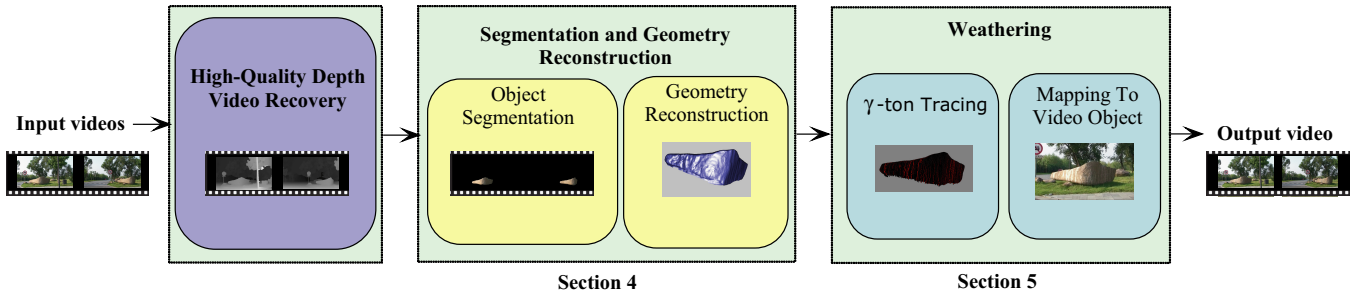 Input videos
High-Quality Depth
Video Recovery
Segmentation and Geometry
Reconstruction
Object
Segmentation
Geometry
Reconstruction
Section 4
Weathering
γ-ton Tracing
Mapping To
Video Object
Section 5
Output video